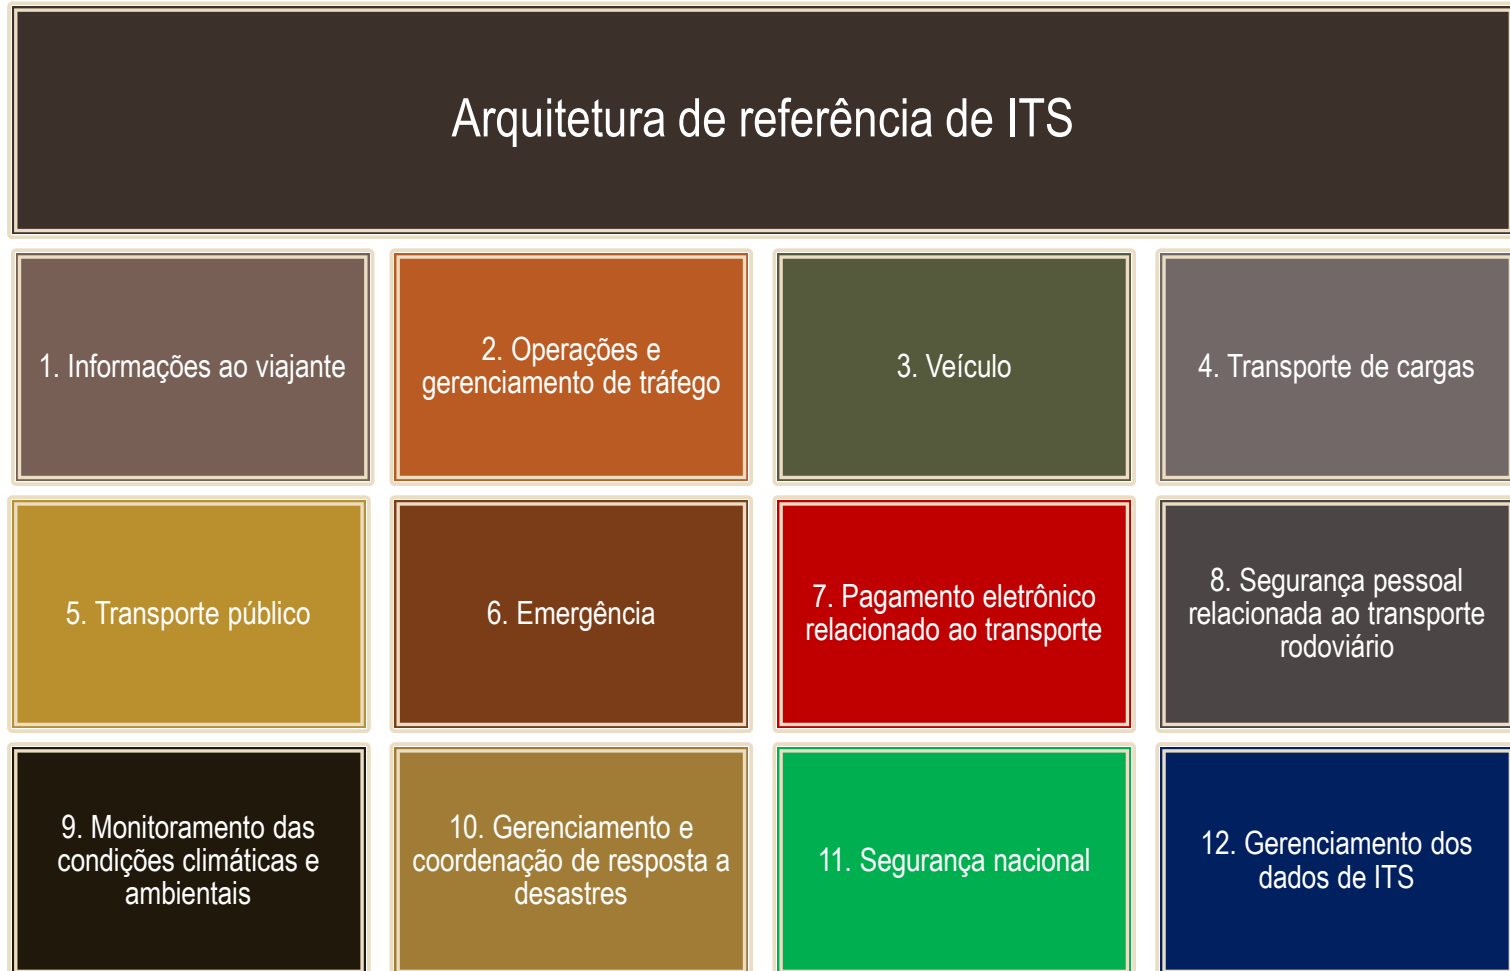 Arquitetura de referência de ITS
1. Informações ao viajante
2. Operações e
gerenciamento de tráfego
3. Veículo
4. Transporte de cargas
5. Transporte público
6. Emergência
7. Pagamento eletrônico
relacionado ao transporte
8. Segurança pessoal
relacionada ao transporte
rodoviário
9. Monitoramento das
condições climáticas e
ambientais
10. Gerenciamento e
coordenação de resposta a
desastres
11. Segurança nacional
12. Gerenciamento dos
dados de ITS